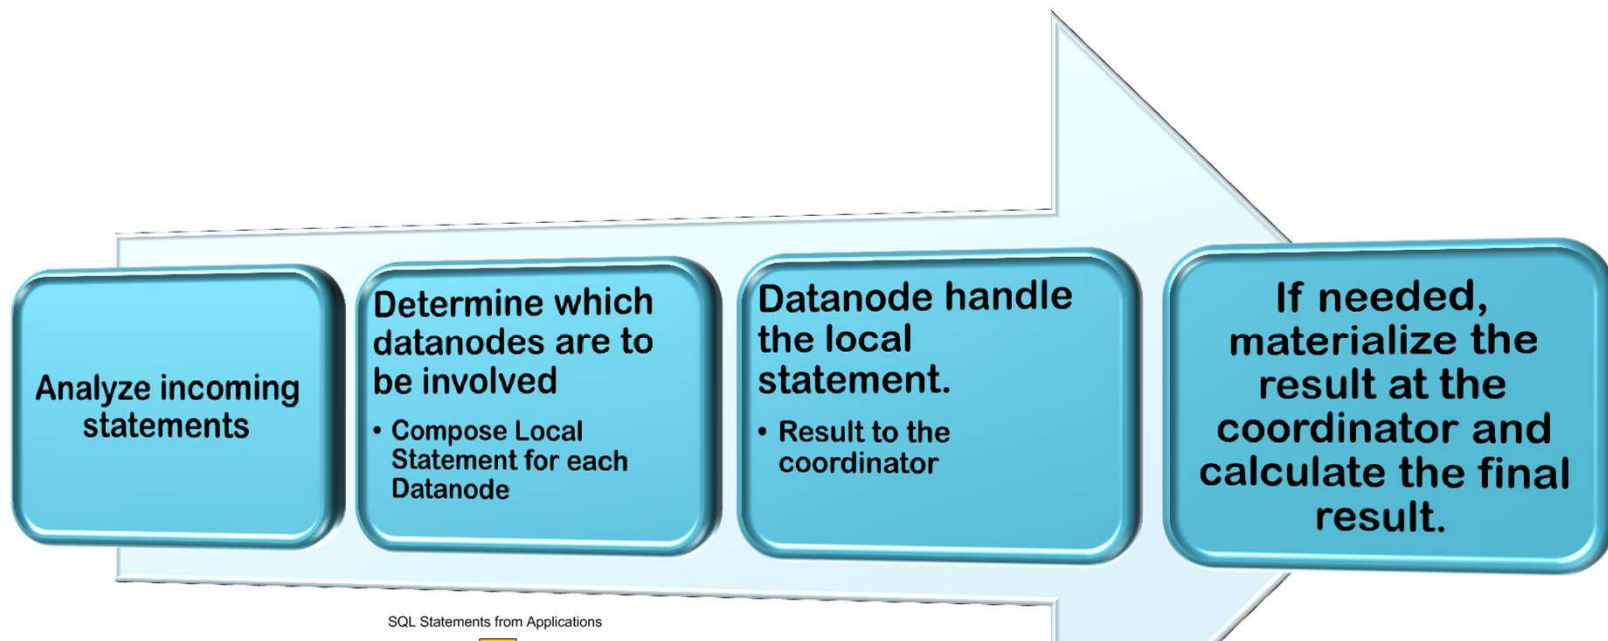 Analyze incoming
statements
Determine which
datanodes are to
be involved
• Compose Local
Statement for each
Datanode
Datanode handle
the local
statement.
• Result to the
coordinator
If needed,
materialize the
result at the
coordinator and
calculate the final
result.
SQL Statements from Applications